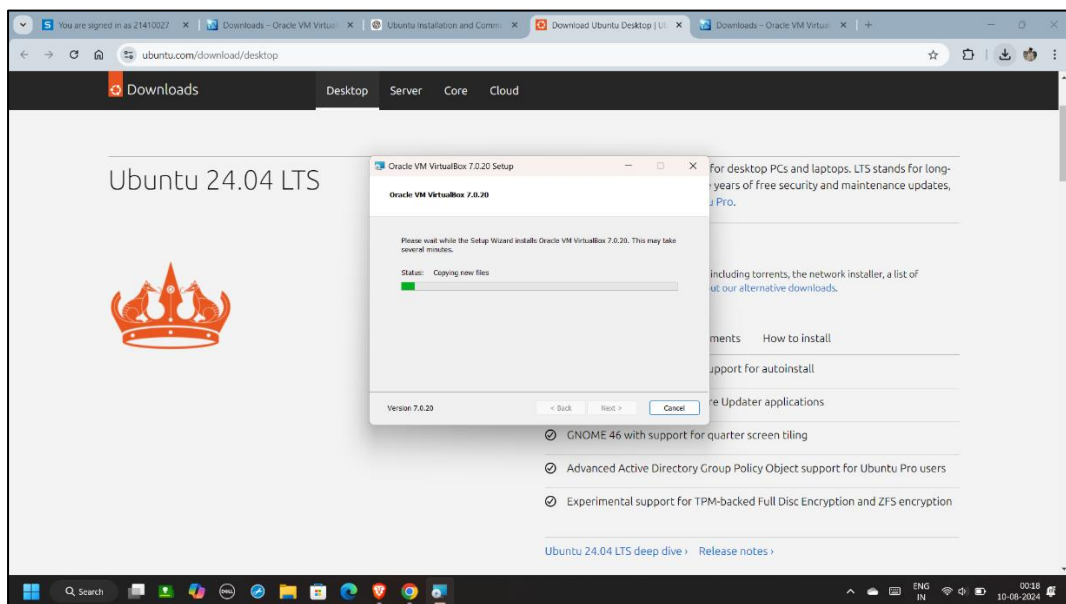 You are signed in as 21410027
Downloads – Oracle VM Virtual
Ubuntu Installation and Comm
Download Ubuntu Desktop | U
Downloads – Oracle VM Virtual
ubuntu.com/download/desktop
Downloads
Desktop
Server
Core
Cloud
Ubuntu 24.04 LTS
for desktop PCs and laptops. LTS stands for long-
years of free security and maintenance updates,
Pro.
Oracle VM VirtualBox 7.0.20 Setup
Oracle VM VirtualBox 7.0.20
Please wait while the Setup Wizard installs Oracle VM VirtualBox 7.0.20. This may take
several minutes.
Status: Copying new files
Version 7.0.20
< Back
Next >
Cancel
including torrents, the network installer, a list of
ut our alternative downloads.
ments
How to install
upport for autoinstall
re Updater applications
GNOME 46 with support for quarter screen tiling
Advanced Active Directory Group Policy Object support for Ubuntu Pro users
Experimental support for TPM-backed Full Disc Encryption and ZFS encryption
Ubuntu 24.04 LTS deep dive ›
Release notes ›
Search
DELL
ENG
IN
00:18
10-08-2024